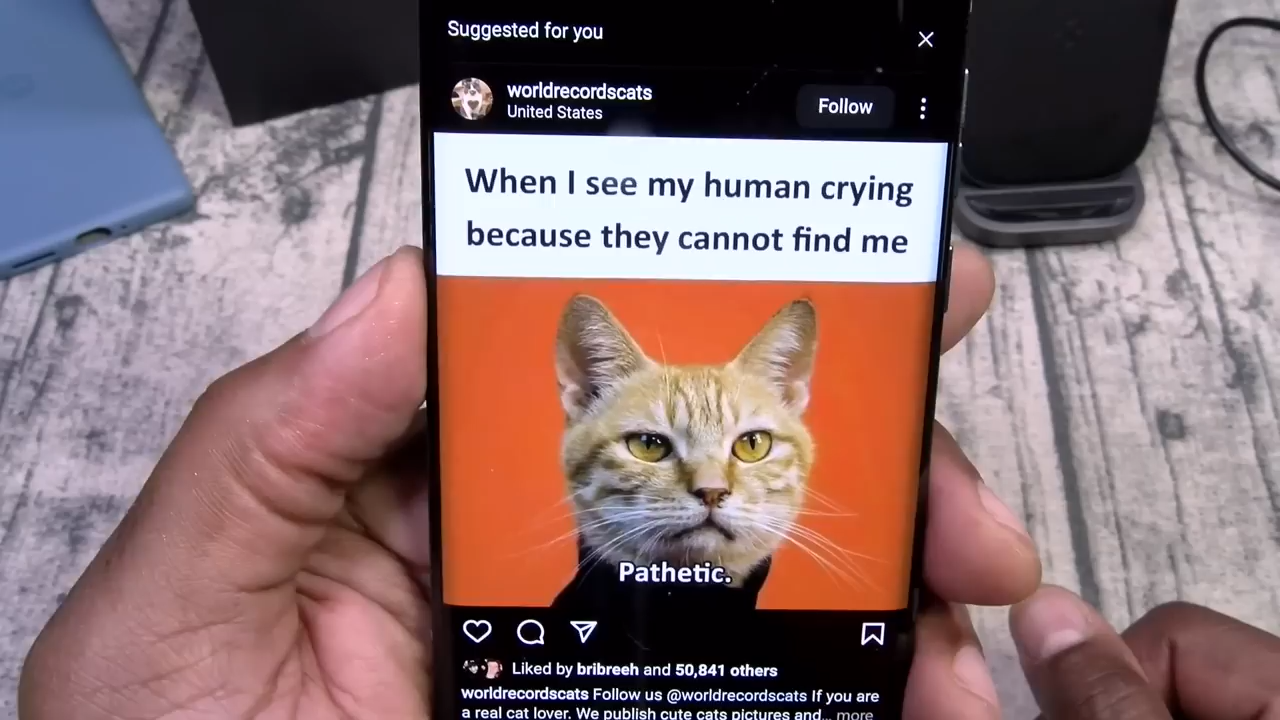 Suggested for you
worldrecordscats
Follow
United States
When I see my human crying
because they cannot find me
Pathetic.
Liked by bribreeh and 50,841 others
worldrecordscats Follow us @worldrecordscats If you are
a real cat lover. We publish cute cats pictures and... more